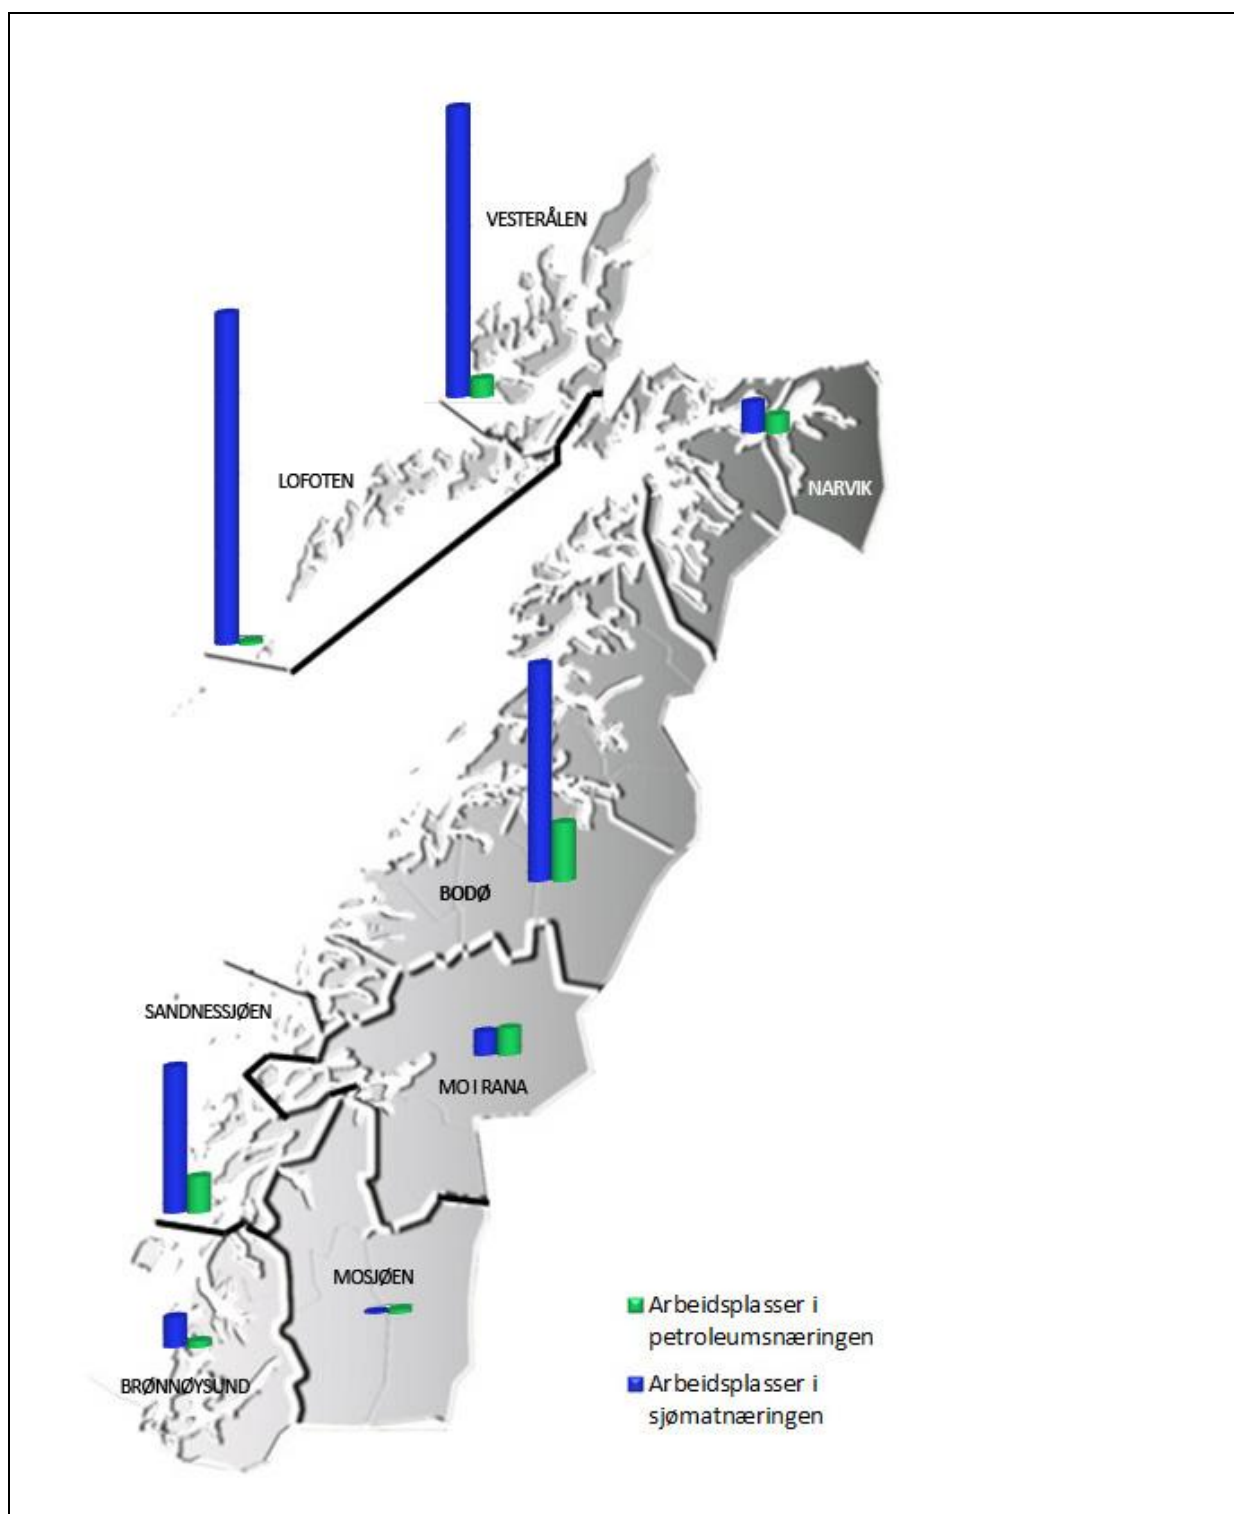 VESTERÅLEN
LOFOTEN
NARVIK
BODØ
SANDNESSJØEN
MO I RANA
MOSJØEN
BRØNNØYSUND
Arbeidsplasser i
petroleumsnæringen
Arbeidsplasser i
sjømatnæringen